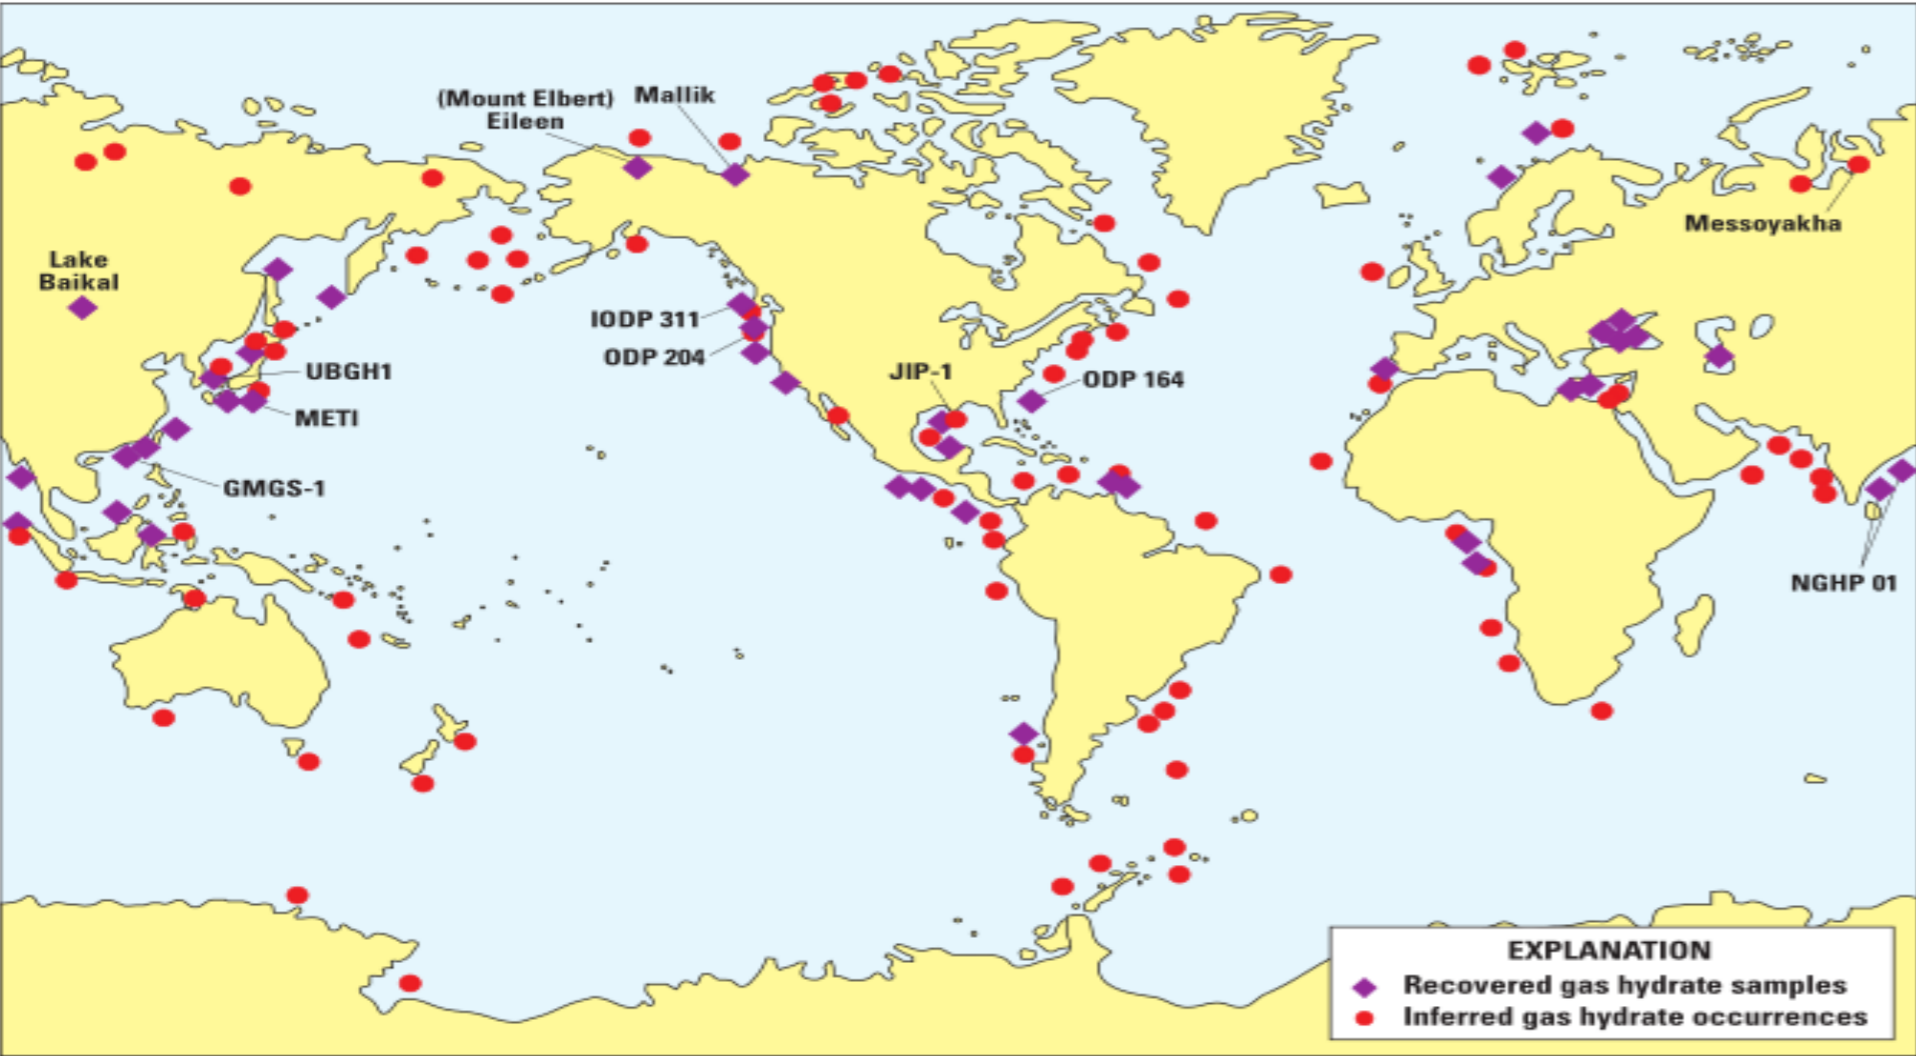 (Mount Elbert)
Eileen
Mallik
Messoyakha
Lake
Baikal
IODP 311
ODP 204
UBGH1
JIP-1
ODP 164
METI
GMGS-1
NGHP 01
EXPLANATION
Recovered gas hydrate samples
Inferred gas hydrate occurrences